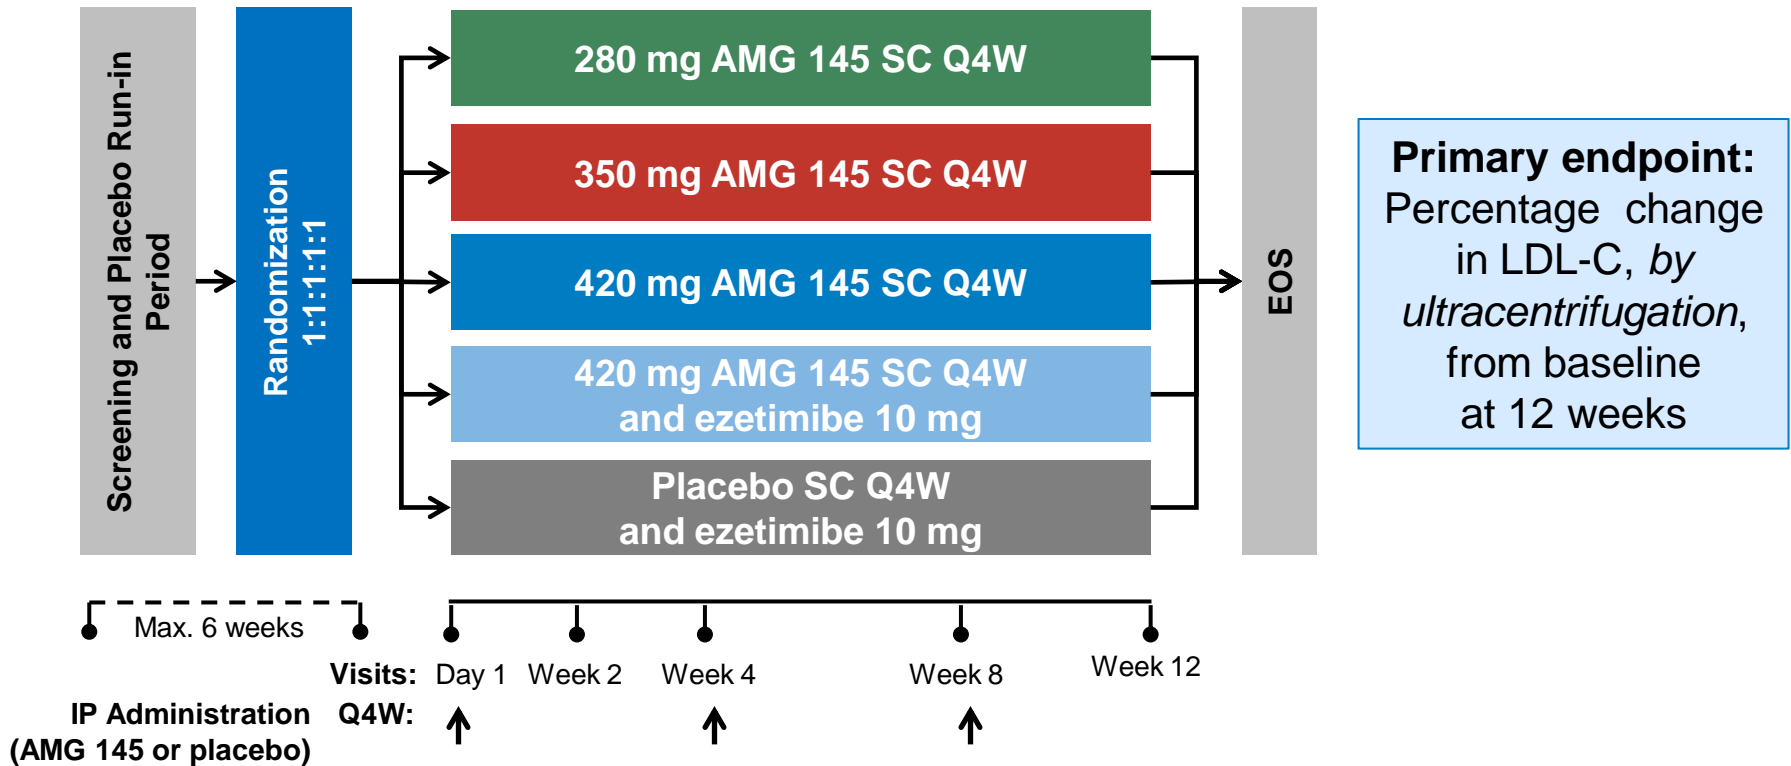 Screening and Placebo Run-in
Period
Randomization
1:1:1:1:1
280 mg AMG 145 SC Q4W
350 mg AMG 145 SC Q4W
420 mg AMG 145 SC Q4W
420 mg AMG 145 SC Q4W
and ezetimibe 10 mg
Placebo SC Q4W
and ezetimibe 10 mg
EOS
Primary endpoint:
Percentage change
in LDL-C, by
ultracentrifugation,
from baseline
at 12 weeks
Max. 6 weeks
Visits: Day 1 Week 2 Week 4 Week 8 Week 12
IP Administration Q4W:
(AMG 145 or placebo)